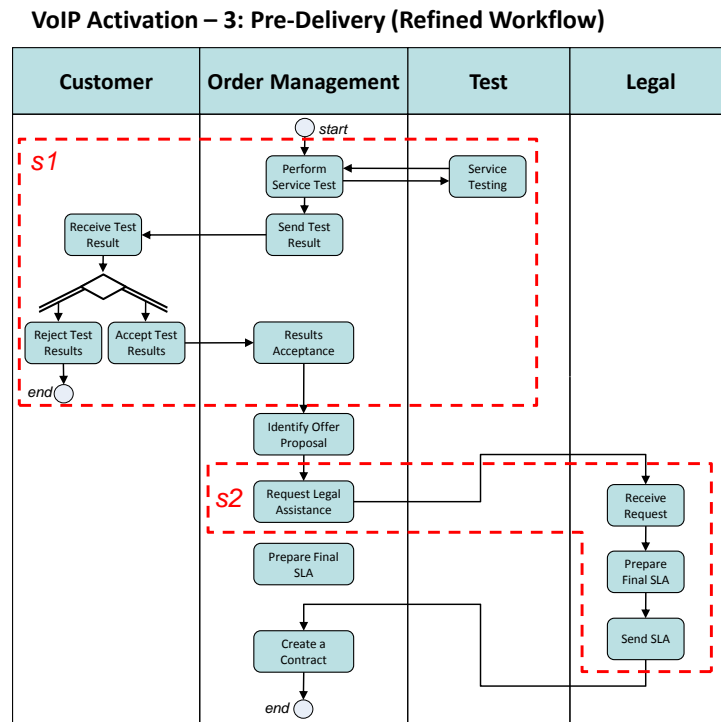 VoIP Activation – 3: Pre-Delivery (Refined Workflow)
Customer
Order Management
Test
Legal
start
s1
Perform
Service Test
Service
Testing
Receive Test
Result
Send Test
Result
Reject Test
Results
Accept Test
Results
Results
Acceptance
end
Identify Offer
Proposal
s2
Request Legal
Assistance
Receive
Request
Prepare Final
SLA
Prepare
Final SLA
Send SLA
Create a
Contract
end